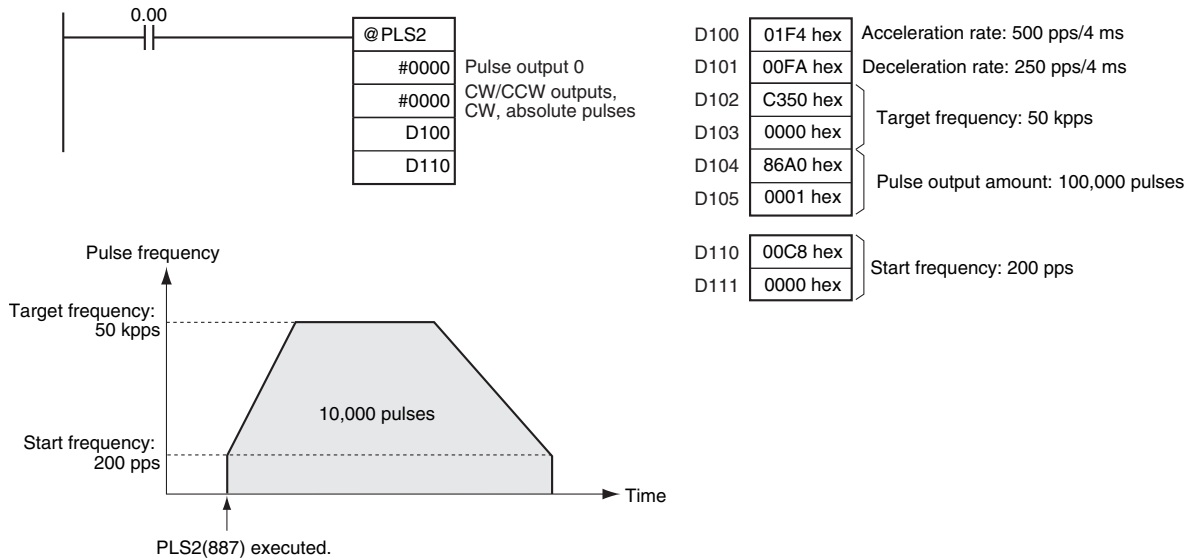 0.00
@PLS2
#0000 Pulse output 0
#0000 CW/CCW outputs,
CW, absolute pulses
D100
D110
D100 01F4 hex Acceleration rate: 500 pps/4 ms
D101 00FA hex Deceleration rate: 250 pps/4 ms
D102 C350 hex
Target frequency: 50 kpps
D103 0000 hex
D104 86A0 hex
Pulse output amount: 100,000 pulses
D105 0001 hex
D110 00C8 hex
Start frequency: 200 pps
D111 0000 hex
Pulse frequency
Target frequency:
50 kpps
10,000 pulses
Start frequency:
200 pps
Time
PLS2(887) executed.